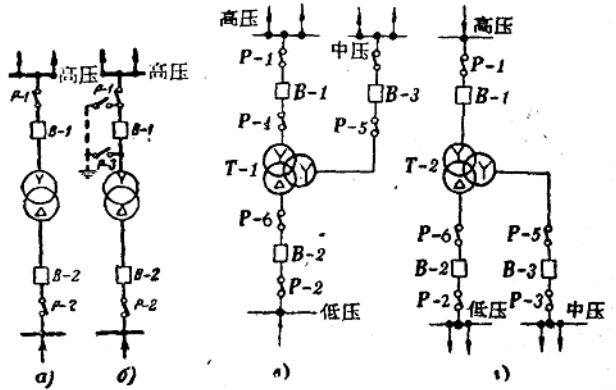 高压
P-1
B-1
Y
Δ
B-2
P-2
а)
高压
P-1
B-1
P-3
Y
Δ
B-2
P-2
б)
高压
中压
P-1
B-1
B-3
P-4
P-5
Y
Y
T-1
Δ
P-6
B-2
P-2
低压
в)
高压
P-1
B-1
Y
Y
T-2
Δ
P-6
P-5
B-2
B-3
P-2
低压
P-3
中压
г)